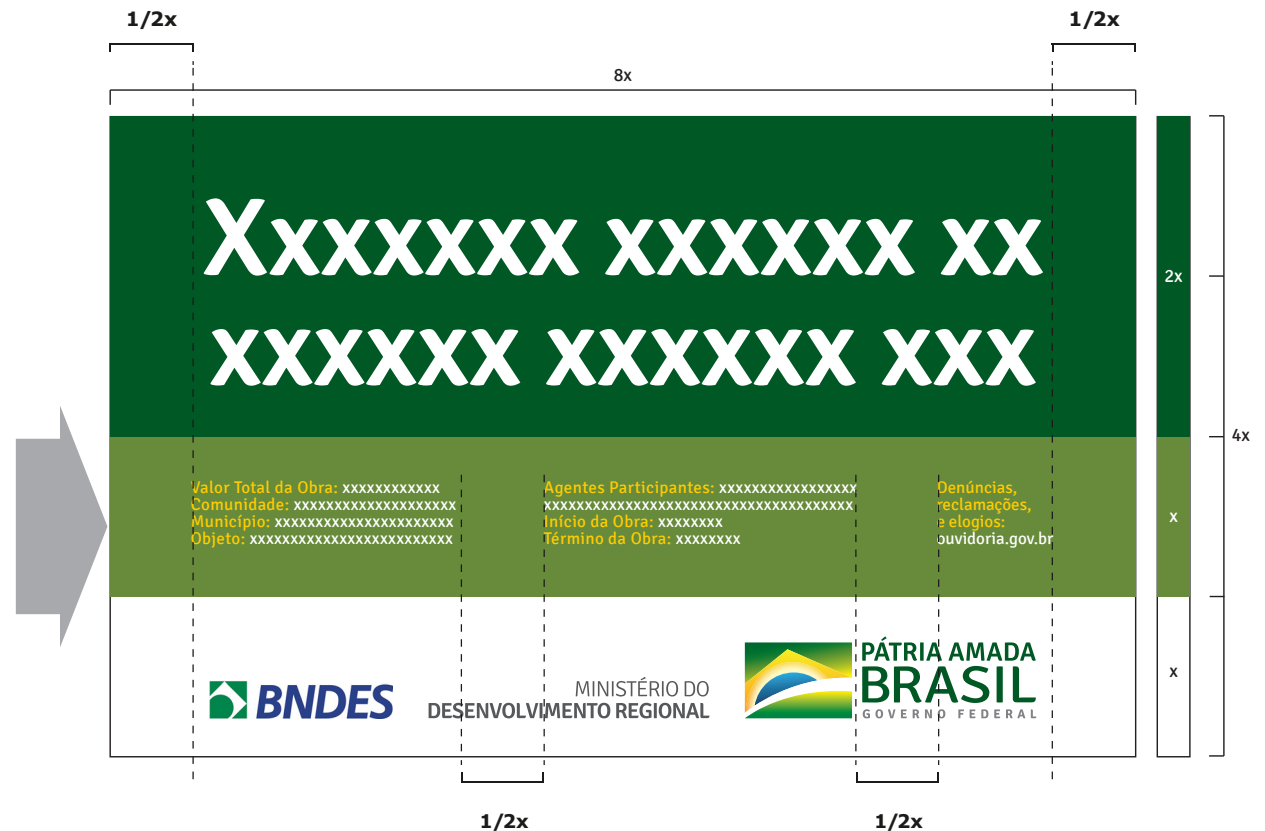 1/2x
1/2x
8x
Xxxxxxx xxxxxx xx
xxxxxx xxxxxx xxx
2x
4x
Valor Total da Obra: xxxxxxxxxxxx
Comunidade: xxxxxxxxxxxxxxxxxxxx
Município: xxxxxxxxxxxxxxxxxxxxxx
Objeto: xxxxxxxxxxxxxxxxxxxxxxxxx
Agentes Participantes: xxxxxxxxxxxxxxxxx
xxxxxxxxxxxxxxxxxxxxxxxxxxxxxxxxxxxxxx
Início da Obra: xxxxxxxx
Término da Obra: xxxxxxxx
Denúncias,
reclamações,
e elogios:
ouvidoria.gov.br
x
BNDES
MINISTÉRIO DO
DESENVOLVIMENTO REGIONAL
PÁTRIA AMADA
BRASIL
GOVERNO FEDERAL
x
1/2x
1/2x